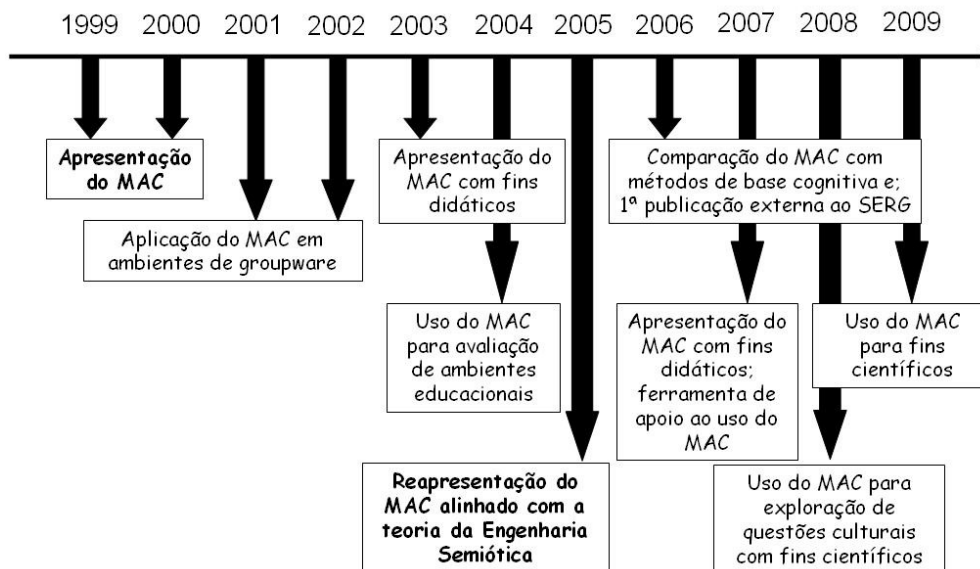 1999 2000 2001 2002 2003 2004 2005 2006 2007 2008 2009
Apresentação
do MAC
Aplicação do MAC em
ambientes de groupware
Apresentação do
MAC com fins
didáticos
Uso do MAC
para avaliação
de ambientes
educacionais
Reapresentação do
MAC alinhado com a
teoria da Engenharia
Semiótica
Comparação do MAC com
métodos de base cognitiva e;
1ª publicação externa ao SERG
Apresentação do
MAC com fins
didáticos;
ferramenta de
apoio ao uso do
MAC
Uso do MAC para
exploração de
questões culturais
com fins científicos
Uso do MAC
para fins
científicos